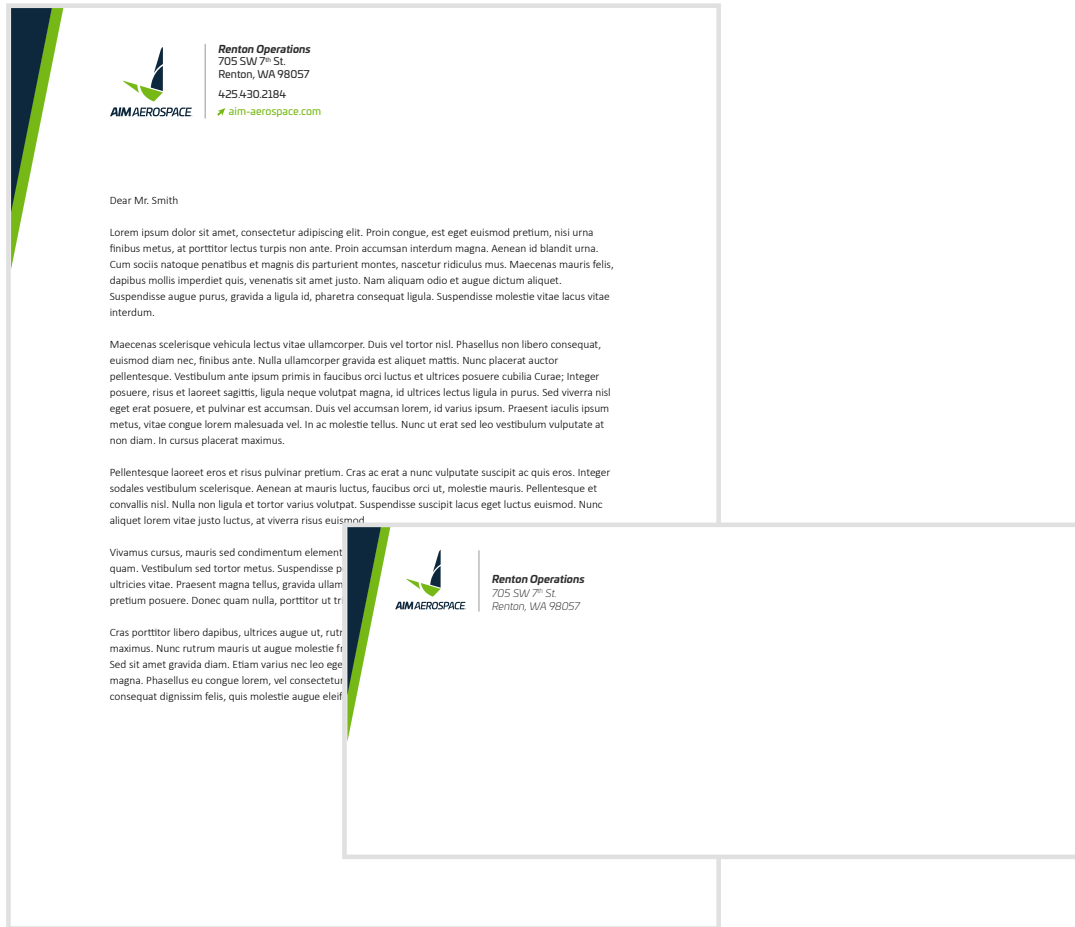 Renton Operations
705 SW 7th St.
Renton, WA 98057
425.430.2184
aim-aerospace.com
AIM AEROSPACE
Dear Mr. Smith
Lorem ipsum dolor sit amet, consectetur adipiscing elit. Proin congue, est eget euismod pretium, nisi urna
finibus metus, at porttitor lectus turpis non ante. Proin accumsan interdum magna. Aenean id blandit urna.
Cum sociis natoque penatibus et magnis dis parturient montes, nascetur ridiculus mus. Maecenas mauris felis,
dapibus mollis imperdiet quis, venenatis sit amet justo. Nam aliquam odio et augue dictum aliquet.
Suspendisse augue purus, gravida a ligula id, pharetra consequat ligula. Suspendisse molestie vitae lacus vitae
interdum.
Maecenas scelerisque vehicula lectus vitae ullamcorper. Duis vel tortor nisl. Phasellus non libero consequat,
euismod diam nec, finibus ante. Nulla ullamcorper gravida est aliquet mattis. Nunc placerat auctor
pellentesque. Vestibulum ante ipsum primis in faucibus orci luctus et ultrices posuere cubilia Curae; Integer
posuere, risus et laoreet sagittis, ligula neque volutpat magna, id ultrices lectus ligula in purus. Sed viverra nisl
eget erat posuere, et pulvinar est accumsan. Duis vel accumsan lorem, id varius ipsum. Praesent iaculis ipsum
metus, vitae congue lorem malesuada vel. In ac molestie tellus. Nunc ut erat sed leo vestibulum vulputate at
non diam. In cursus placerat maximus.
Pellentesque laoreet eros et risus pulvinar pretium. Cras ac erat a nunc vulputate suscipit ac quis eros. Integer
sodales vestibulum scelerisque. Aenean at mauris luctus, faucibus orci ut, molestie mauris. Pellentesque et
convallis nisl. Nulla non ligula et tortor varius volutpat. Suspendisse suscipit lacus eget luctus euismod. Nunc
aliquet lorem vitae justo luctus, at viverra risus euismod
Vivamus cursus, mauris sed condimentum element
quam. Vestibulum sed tortor metus. Suspendisse p
ultricies vitae. Praesent magna tellus, gravida ullam
pretium posuere. Donec quam nulla, porttitor ut tr
Cras porttitor libero dapibus, ultrices augue ut, rutr
maximus. Nunc rutrum mauris ut augue molestie fr
Sed sit amet gravida diam. Etiam varius nec leo ege
magna. Phasellus eu congue lorem, vel consectetur
consequat dignissim felis, quis molestie augue eleif
Renton Operations
705 SW 7th St.
Renton, WA 98057
AIM AEROSPACE